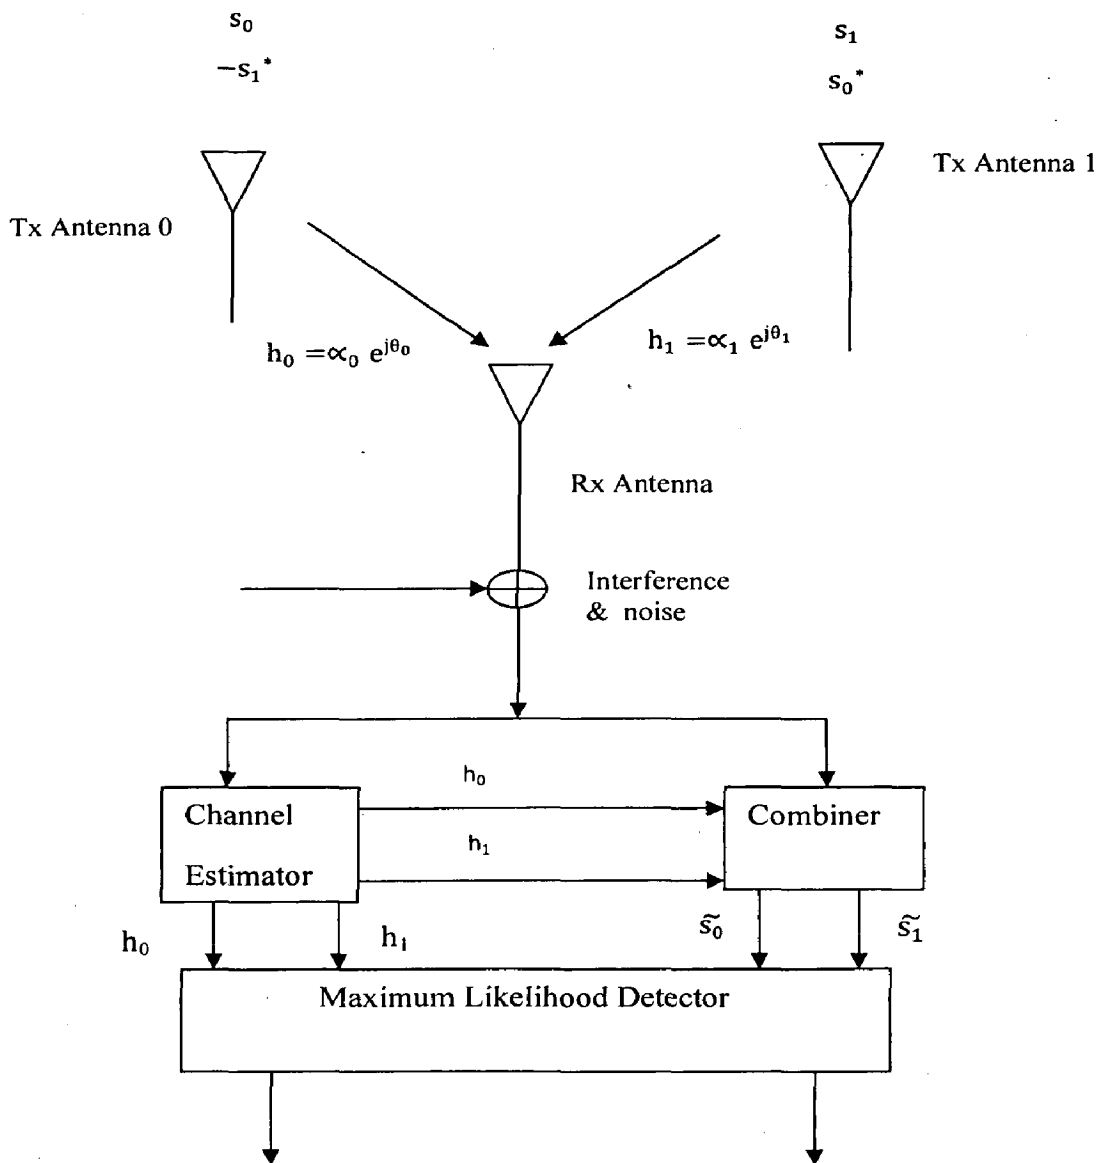 s₀
s₁
−s₁*
s₀*
Tx Antenna 1
Tx Antenna 0
h₀ =∝₀ e^jθ₀
h₁ =∝₁ e^jθ₁
Rx Antenna
Interference
& noise
h₀
Channel
Combiner
h₁
Estimator
h₀
h₁
s̃₀
s̃₁
Maximum Likelihood Detector